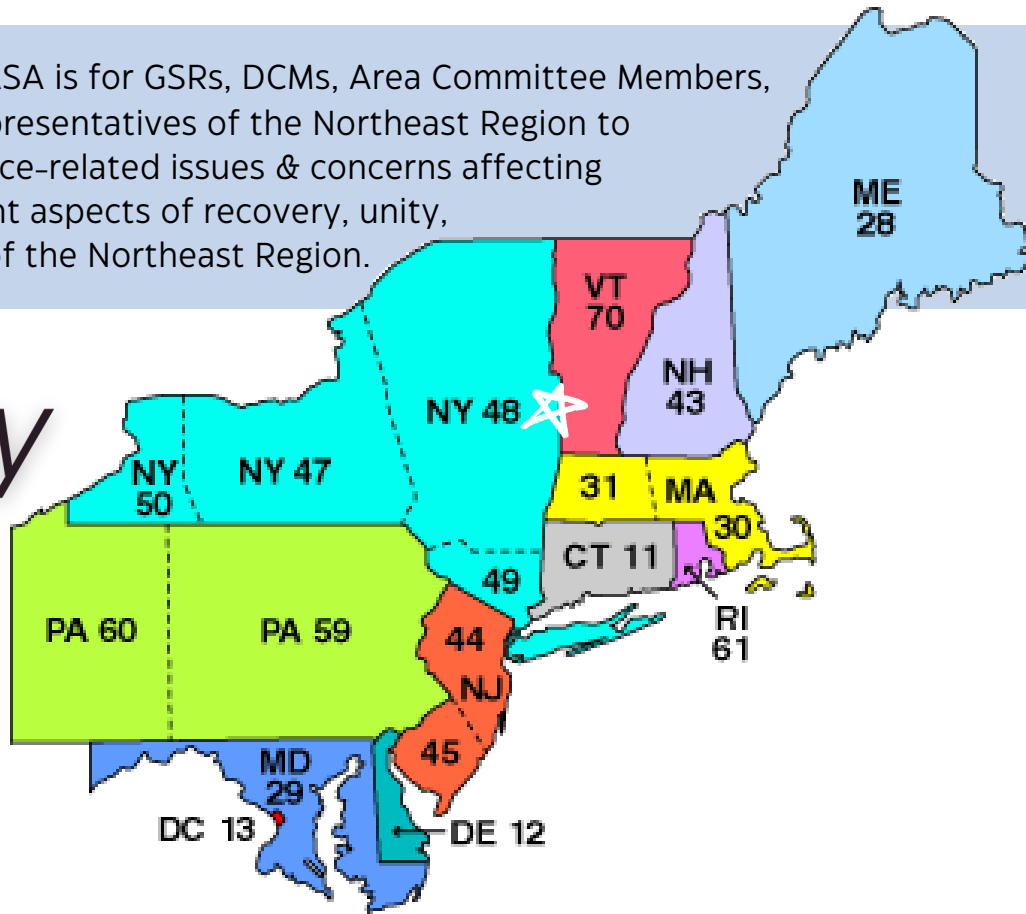 SA is for GSRs, DCMs, Area Committee Members,
presentatives of the Northeast Region to
ce-related issues & concerns affecting
nt aspects of recovery, unity,
of the Northeast Region.
ME
28
VT
70
NH
43
y
NY 48
NY
50
NY 47
31
MA
30
CT 11
49
RI
61
PA 60
PA 59
44
NJ
45
MD
29
DC 13
DE 12